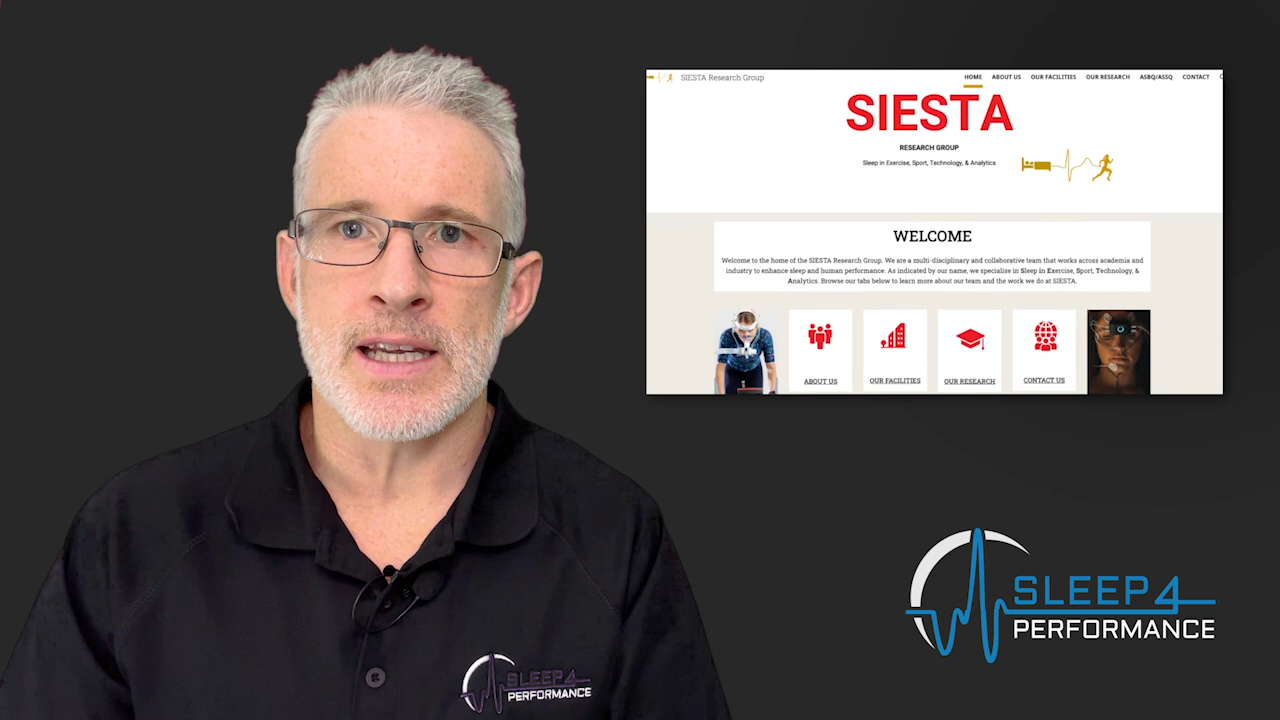 SIESTA Research Group
HOME ABOUT US OUR FACILITIES OUR RESEARCH ASBQ/ASSQ CONTACT
SIESTA
RESEARCH GROUP
Sleep in Exercise, Sport, Technology, & Analytics
WELCOME
Welcome to the home of the SIESTA Research Group. We are a multi-disciplinary and collaborative team that works across academia and
industry to enhance sleep and human performance. As indicated by our name, we specialise in Sleep in Exercise, Sport, Technology, &
Analytics. Browse our tabs below to learn more about our team and the work we do at SIESTA.
ABOUT US OUR FACILITIES OUR RESEARCH CONTACT US
SLEEP4
PERFORMANCE
SLEEP4
PERFORMANCE